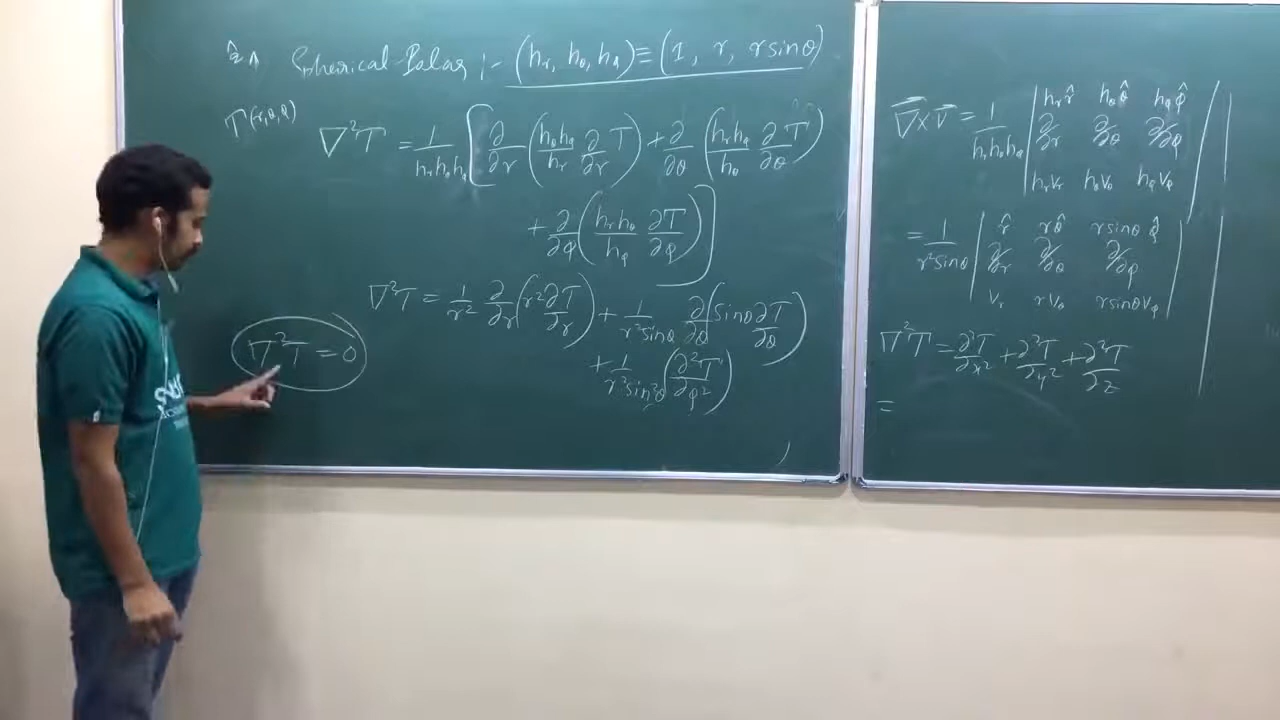 Spherical Polar :- (h_r, h_θ, h_φ) ≡ (1, r, r sinθ)
T(r,θ,φ)
∇²T = 1/(h_r h_θ h_φ) [ ∂/∂r (h_θ h_φ/h_r ∂/∂r T) + ∂/∂θ (h_r h_φ/h_θ ∂T/∂θ)
+ ∂/∂φ (h_r h_θ/h_φ ∂T/∂φ) ]
∇²T = 1/r² ∂/∂r (r² ∂T/∂r) + 1/(r² sinθ) ∂/∂θ (sinθ ∂T/∂θ)
+ 1/(r² sin²θ) (∂²T/∂φ²)
∇²T = 0
∇ × v = 1/(h_r h_θ h_φ) | h_r r̂ h_θ θ̂ h_φ φ̂ |
| ∂/∂r ∂/∂θ ∂/∂φ |
| h_r v_r h_θ v_θ h_φ v_φ |
= 1/(r² sinθ) | r̂ rθ̂ r sinθ φ̂ |
| ∂/∂r ∂/∂θ ∂/∂φ |
| v_r r v_θ r sinθ v_φ |
∇²T = ∂²T/∂x² + ∂²T/∂y² + ∂²T/∂z
=